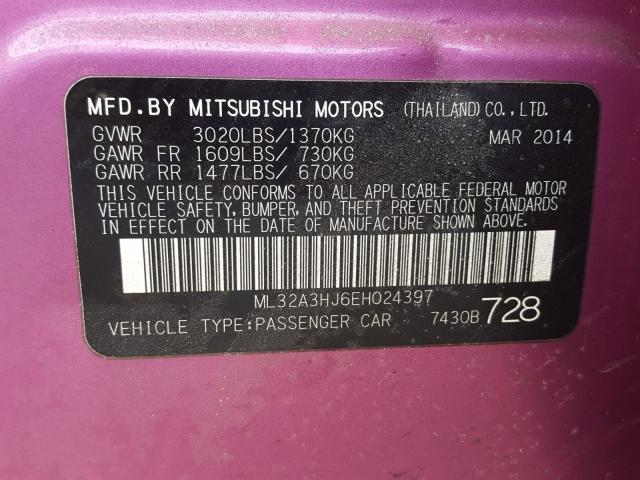 MFD. BY MITSUBISHI MOTORS (THAILAND) CO., LTD.
GVWR 3020LBS/1370KG MAR 2014
GAWR FR 1609LBS/ 730KG
GAWR RR 1477LBS/ 670KG
THIS VEHICLE CONFORMS TO ALL APPLICABLE FEDERAL MOTOR
VEHICLE SAFETY, BUMPER, AND THEFT PREVENTION STANDARDS
IN EFFECT ON THE DATE OF MANUFACTURE SHOWN ABOVE.
ML32A3HJ6EH024397
VEHICLE TYPE:PASSENGER CAR 7430B 728